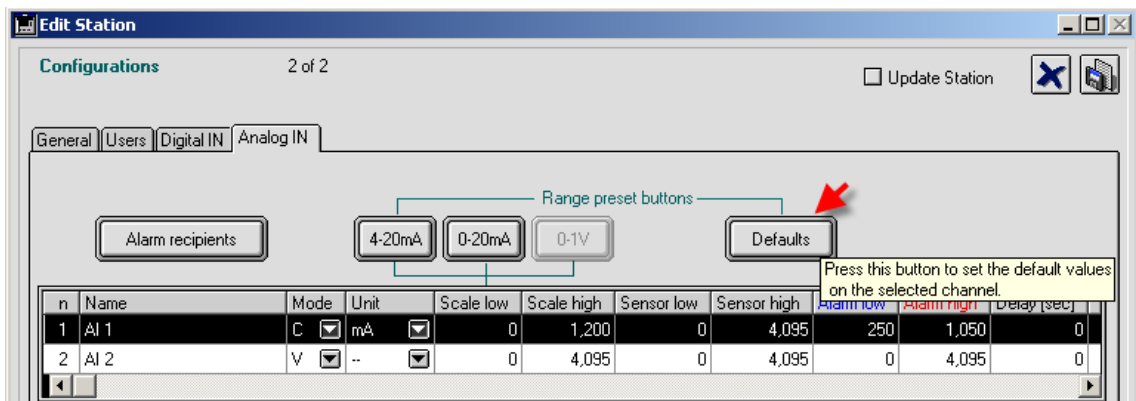 Edit Station
Configurations 2 of 2
Update Station
General Users Digital IN Analog IN
Range preset buttons
Alarm recipients 4-20mA 0-20mA 0-1V Defaults
Press this button to set the default values
on the selected channel.
n Name Mode Unit Scale low Scale high Sensor low Sensor high Alarm low Alarm high Delay [sec]
1 AI 1 C mA 0 1,200 0 4,095 250 1,050 0
2 AI 2 V -- 0 4,095 0 4,095 0 4,095 0